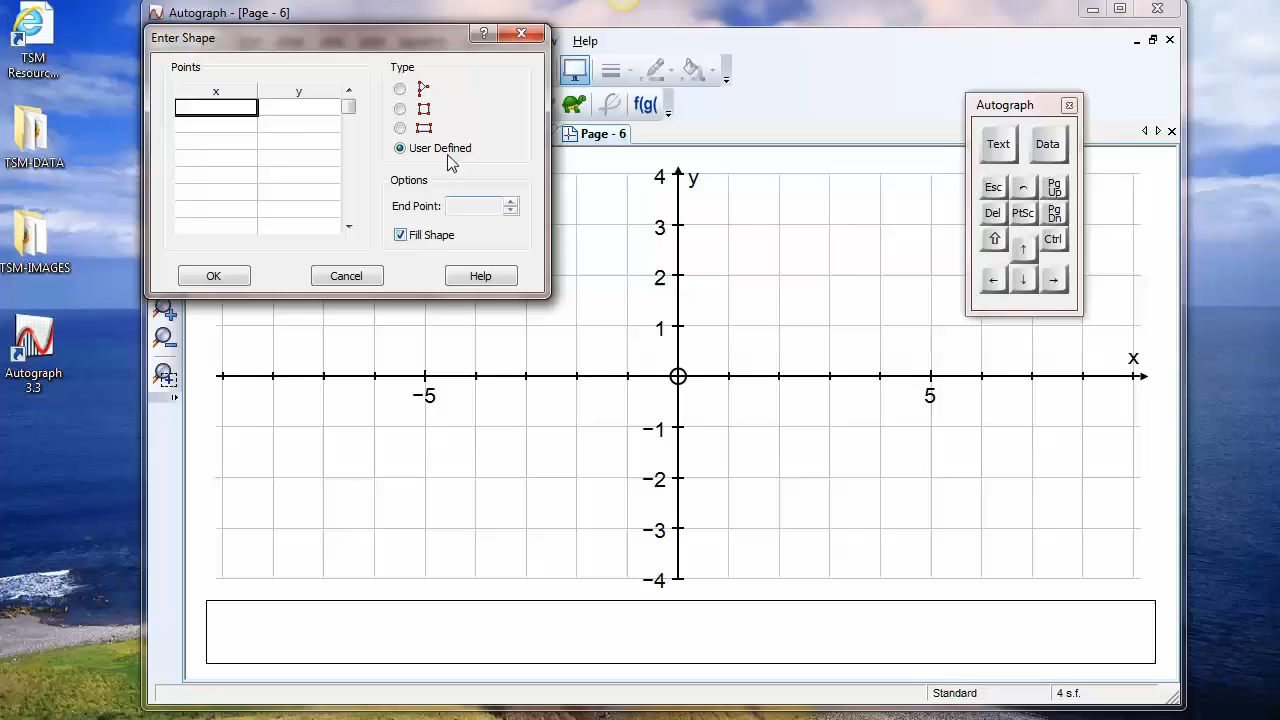 TSM
Resourc...
TSM-DATA
TSM-IMAGES
Autograph
3.3
Autograph - [Page - 6]
Help
f(g(
Page - 6
Enter Shape
?
Points
x
y
Type
User Defined
Options
End Point:
Fill Shape
OK
Cancel
Help
Autograph
Text
Data
Esc
Pg
Up
Del
PtSc
Pg
Dn
Ctrl
4
y
3
2
1
x
−5
5
−1
−2
−3
−4
Standard
4 s.f.